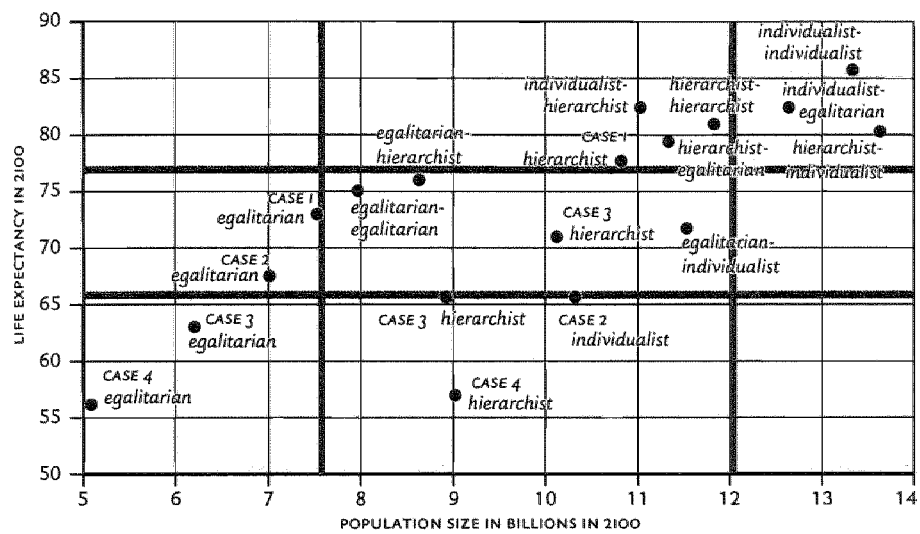 90
individualist-
individualist
85
individualist-
hierarchist
hierarchist-
hierarchist
individualist-
egalitarian
80
egalitarian-
hierarchist
CASE 1
hierarchist
hierarchist-
egalitarian
hierarchist-
individualist
75
CASE 1
egalitarian
egalitarian-
egalitarian
CASE 3
hierarchist
egalitarian-
individualist
70
CASE 2
egalitarian
65
CASE 3
egalitarian
CASE 3 hierarchist
CASE 2
individualist
60
CASE 4
egalitarian
CASE 4
hierarchist
55
50
LIFE EXPECTANCY IN 2100
5 6 7 8 9 10 11 12 13 14
POPULATION SIZE IN BILLIONS IN 2100